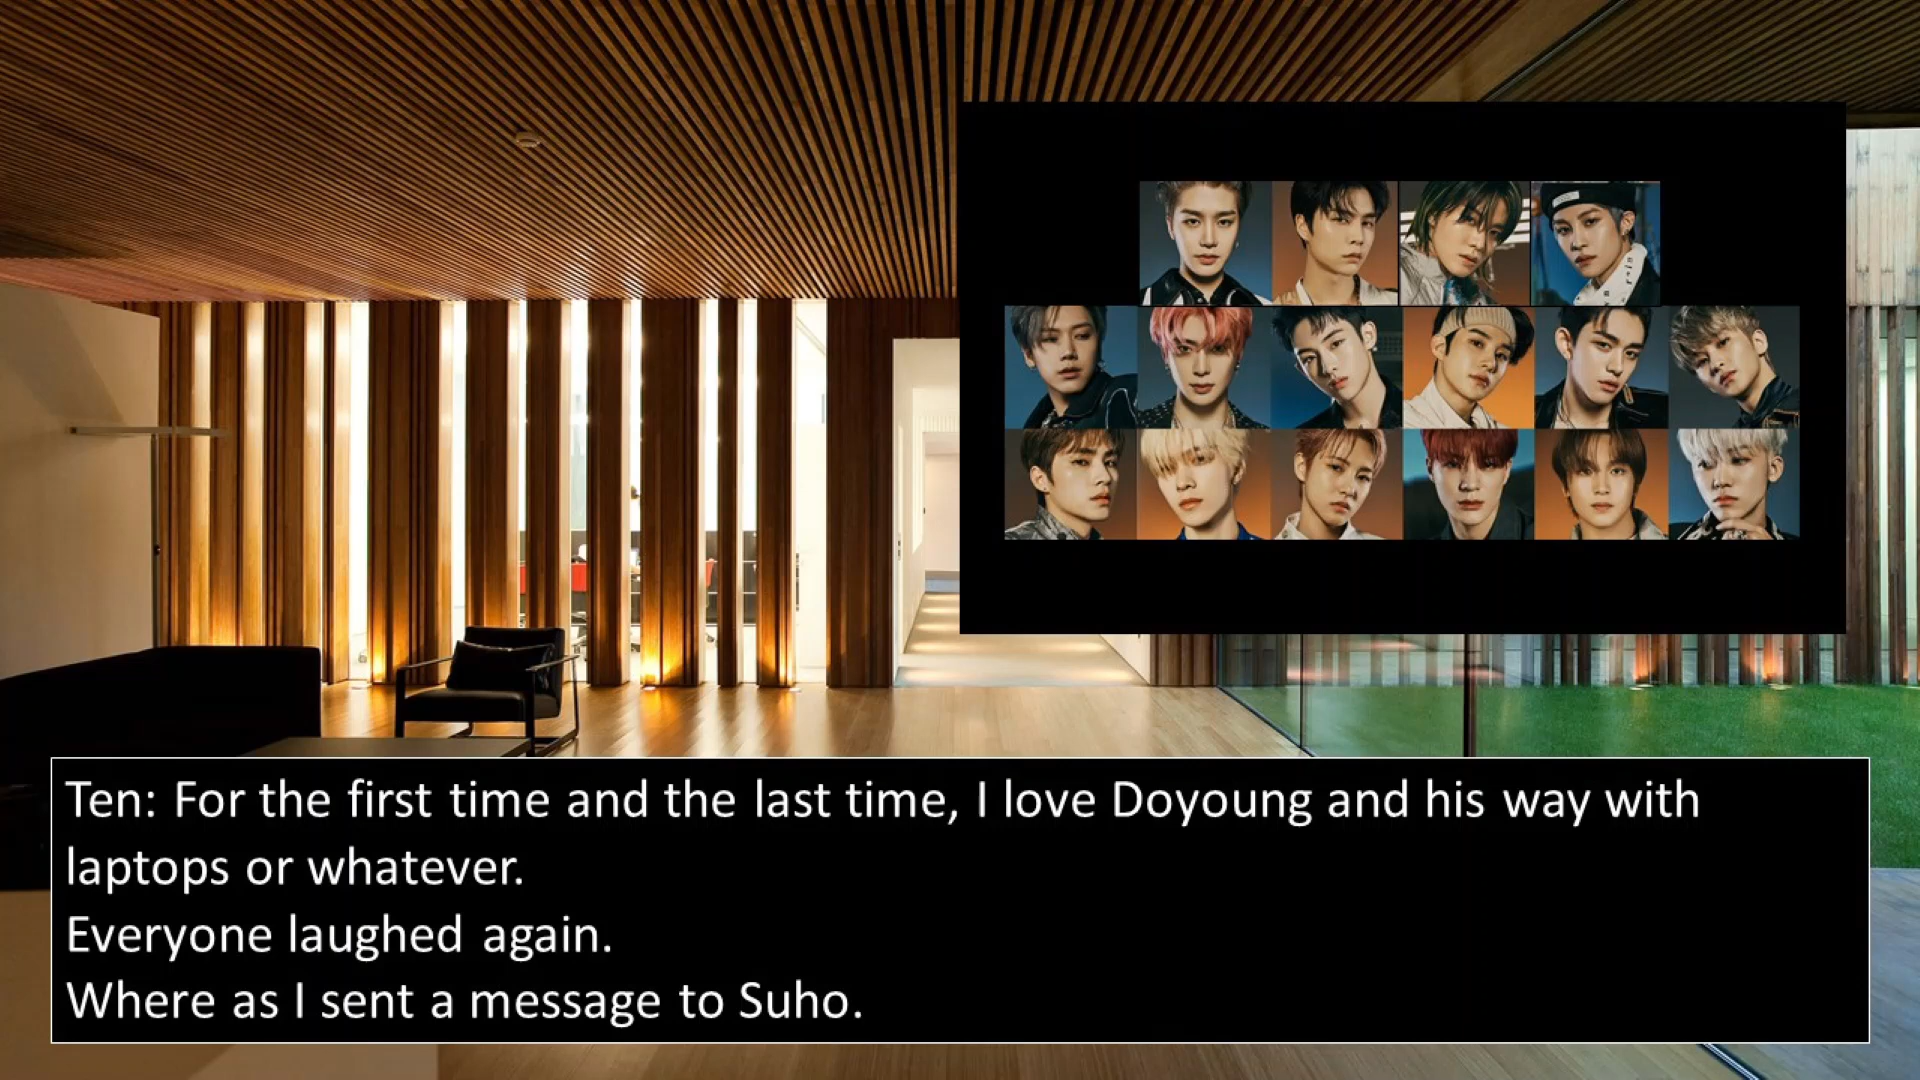 Ten: For the first time and the last time, I love Doyoung and his way with
laptops or whatever.
Everyone laughed again.
Where as I sent a message to Suho.